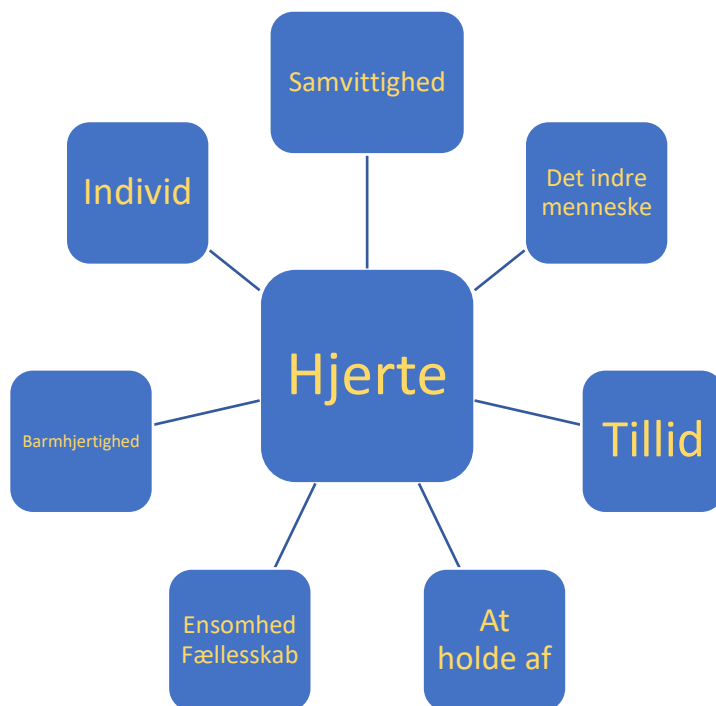 Samvittighed
Det indre
menneske
Individ
Hjerte
Tillid
Barmhjertighed
At
holde af
Ensomhed
Fællesskab